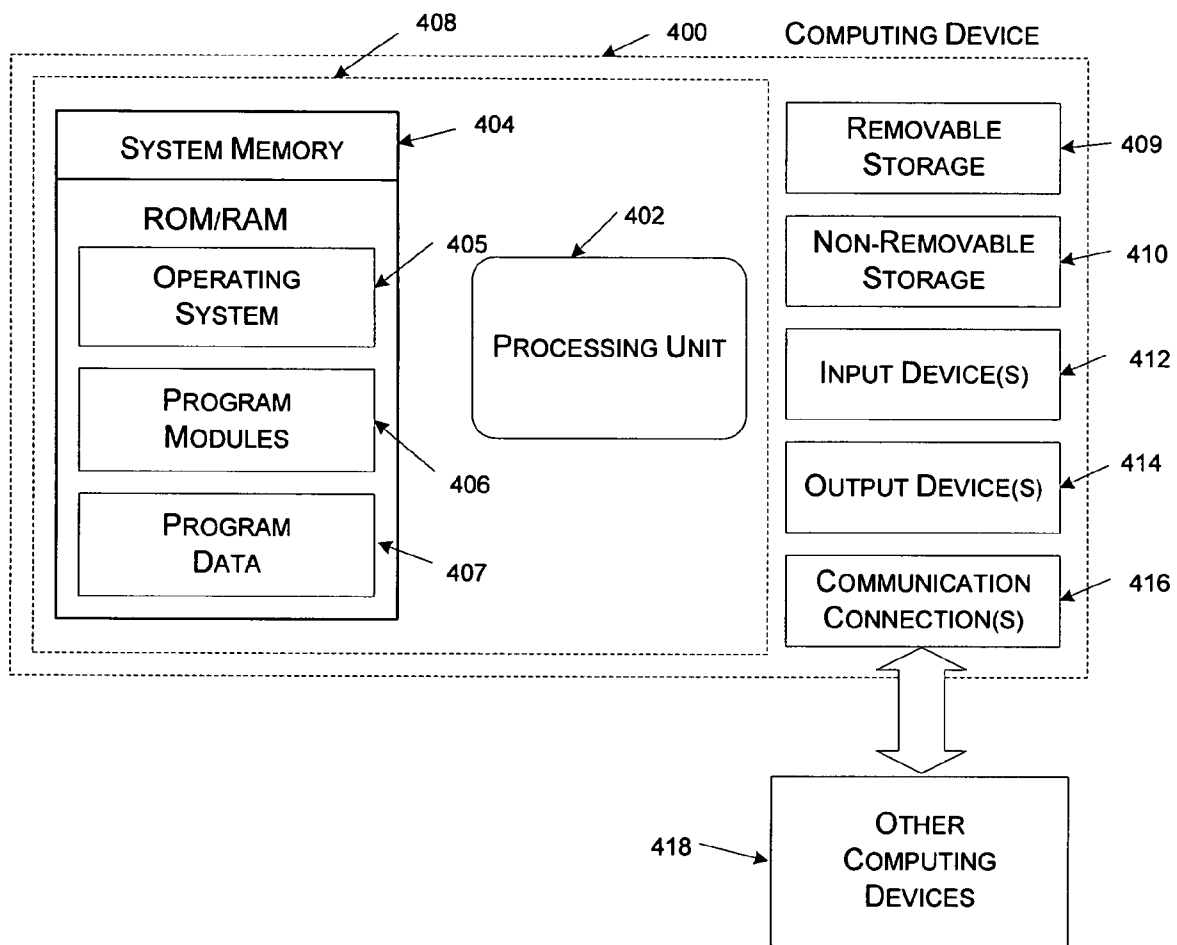 408
400
COMPUTING DEVICE
SYSTEM MEMORY
404
ROM/RAM
405
OPERATING
SYSTEM
PROGRAM
MODULES
406
PROGRAM
DATA
407
402
PROCESSING UNIT
REMOVABLE
STORAGE
409
NON-REMOVABLE
STORAGE
410
INPUT DEVICE(S)
412
OUTPUT DEVICE(S)
414
COMMUNICATION
CONNECTION(S)
416
418
OTHER
COMPUTING
DEVICES